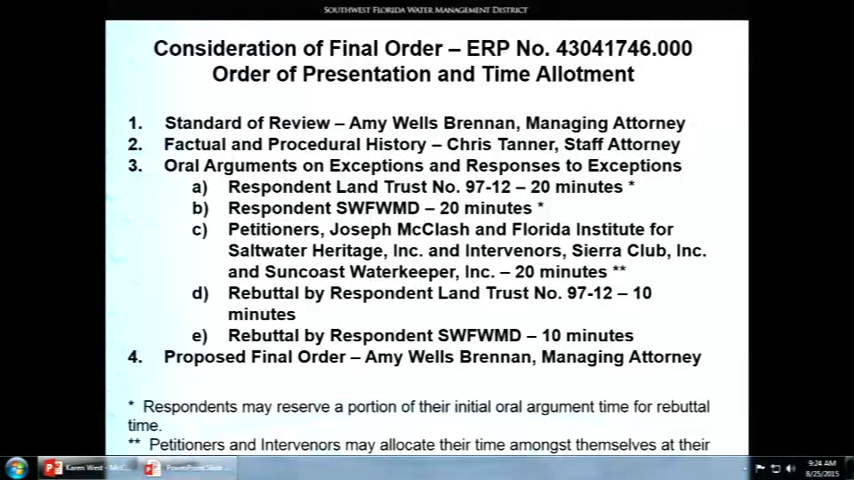 SOUTHWEST FLORIDA WATER MANAGEMENT DISTRICT
Consideration of Final Order – ERP No. 43041746.000
Order of Presentation and Time Allotment
1. Standard of Review – Amy Wells Brennan, Managing Attorney
2. Factual and Procedural History – Chris Tanner, Staff Attorney
3. Oral Arguments on Exceptions and Responses to Exceptions
a) Respondent Land Trust No. 97-12 – 20 minutes *
b) Respondent SWFWMD – 20 minutes *
c) Petitioners, Joseph McClash and Florida Institute for
Saltwater Heritage, Inc. and Intervenors, Sierra Club, Inc.
and Suncoast Waterkeeper, Inc. – 20 minutes **
d) Rebuttal by Respondent Land Trust No. 97-12 – 10
minutes
e) Rebuttal by Respondent SWFWMD – 10 minutes
4. Proposed Final Order – Amy Wells Brennan, Managing Attorney
* Respondents may reserve a portion of their initial oral argument time for rebuttal
time.
** Petitioners and Intervenors may allocate their time amongst themselves at their
Karen West - McC...
PowerPoint Slide ...
9:24 AM
8/25/2015